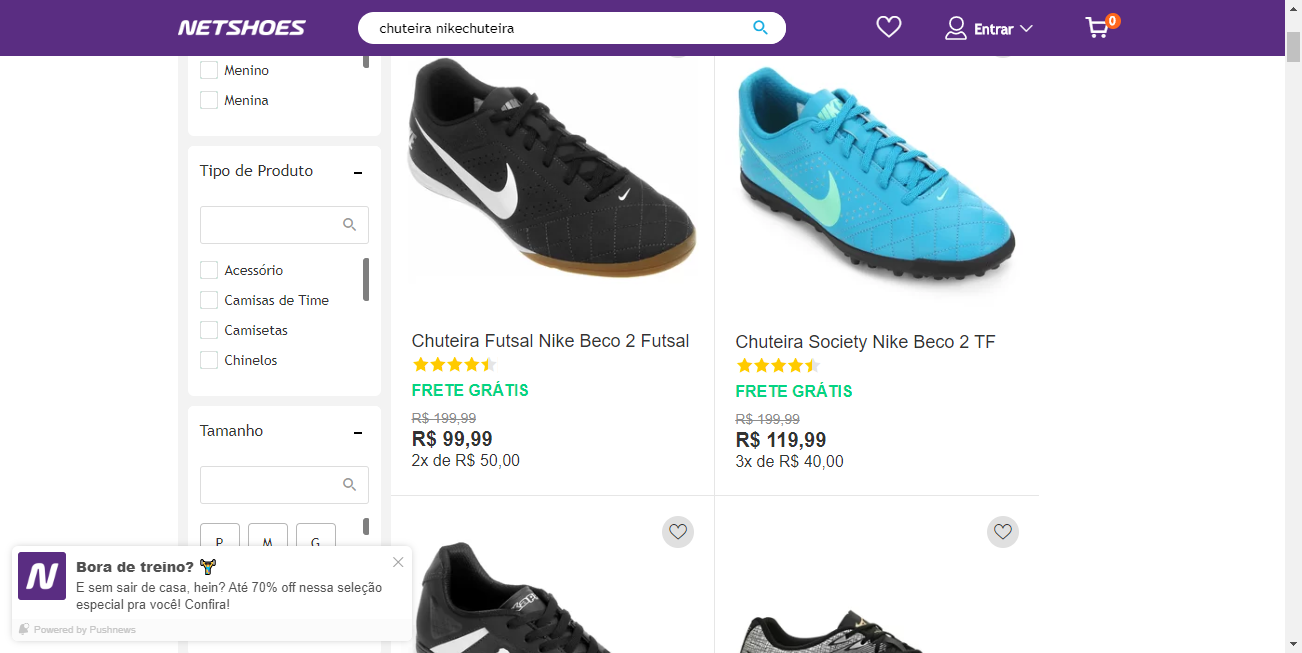 NETSHOES
chuteira nikechuteira
Entrar
0
Menino
Menina
Tipo de Produto
Acessório
Camisas de Time
Camisetas
Chinelos
Tamanho
P M G
Chuteira Futsal Nike Beco 2 Futsal
FRETE GRÁTIS
R$ 199,99
R$ 99,99
2x de R$ 50,00
Chuteira Society Nike Beco 2 TF
FRETE GRÁTIS
R$ 199,99
R$ 119,99
3x de R$ 40,00
N
Bora de treino?
E sem sair de casa, hein? Até 70% off nessa seleção
especial pra você! Confira!
Powered by Pushnews